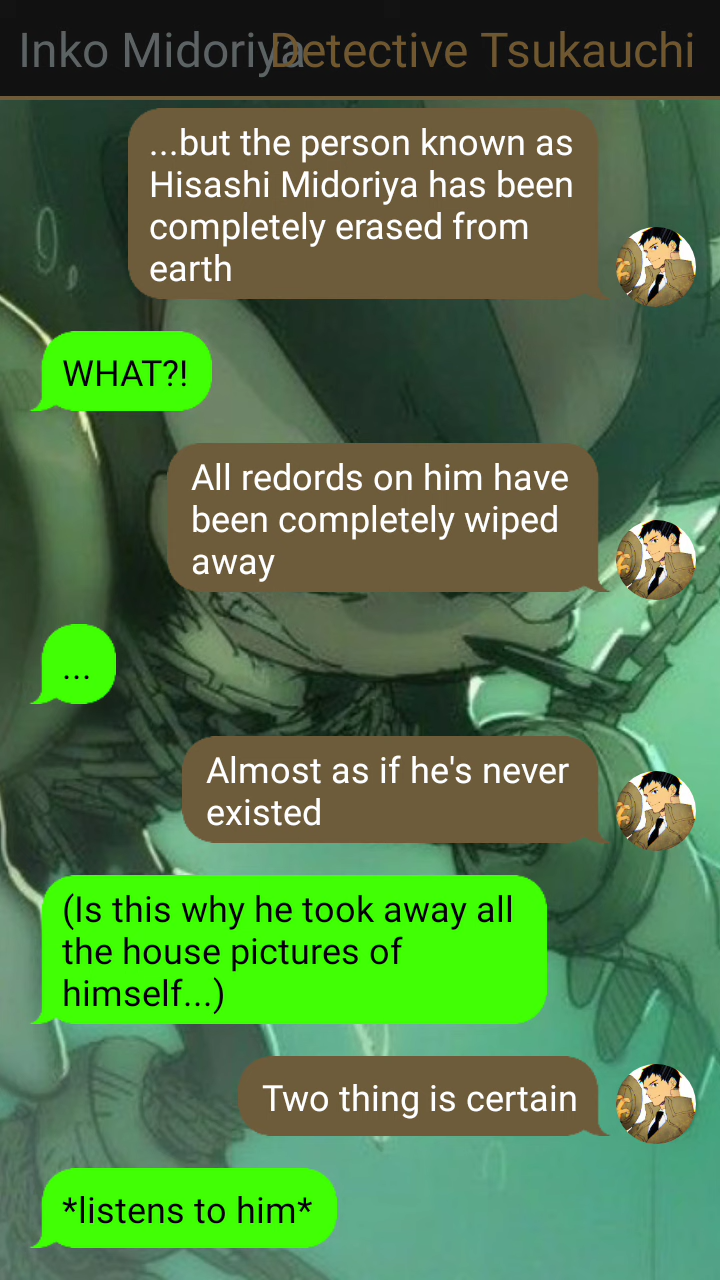 Inko Midoriya Detective Tsukauchi
...but the person known as
Hisashi Midoriya has been
completely erased from
earth
WHAT?!
All redords on him have
been completely wiped
away
...
Almost as if he's never
existed
(Is this why he took away all
the house pictures of
himself...)
Two thing is certain
*listens to him*